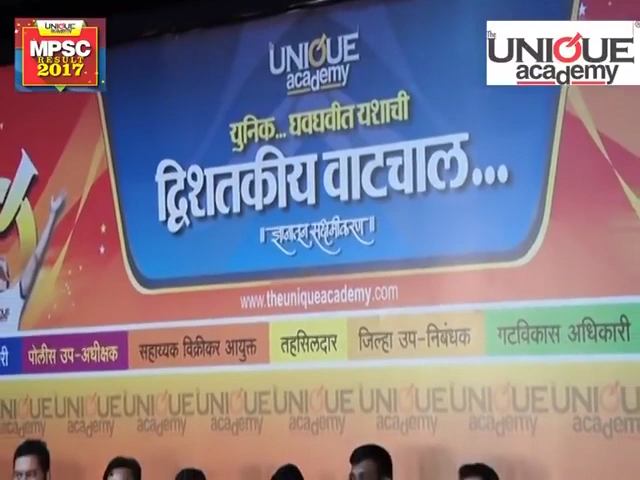 UNIQUE
academy
MPSC
RESULT
2017
The
UNIQUE
academy
UNIQUE
academy
युनिक... घवघवीत यशाची
द्विशतकीय वाटचाल...
॥ ज्ञानातून सक्षमीकरण ॥
www.theuniqueacademy.com
पोलीस उप-अधीक्षक
सहाय्यक विक्रीकर आयुक्त
तहसिलदार
जिल्हा उप-निबंधक
गटविकास अधिकारी
UNIQUE UNIQUE UNIQUE UNIQUE UNIQUE UNIQUE UNIQUE UNIQUE
academy academy academy academy academy academy academy academy